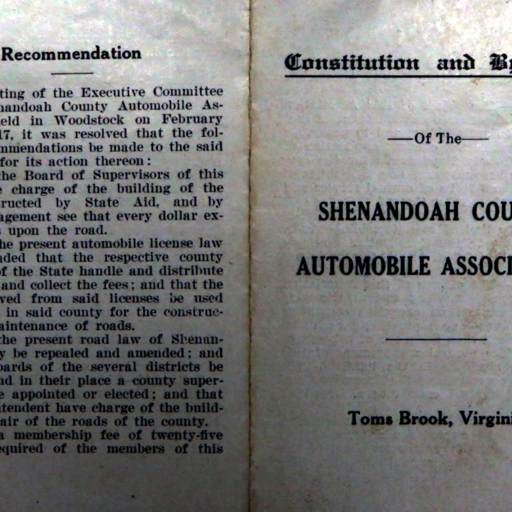 Recommendation
ting of the Executive Committee
nandoah County Automobile As-
eld in Woodstock on February
17, it was resolved that the fol-
mmendations be made to the said
for its action thereon:
the Board of Supervisors of this
e charge of the building of the
tructed by State Aid, and by
agement see that every dollar ex-
s upon the road.
he present automobile license law
nded that the respective county
of the State handle and distribute
and collect the fees; and that the
ved from said licenses be used
in said county for the construc-
aintenance of roads.
the present road law of Shenan-
y be repealed and amended; and
oards of the several districts be
nd in their place a county super-
e appointed or elected; and that
ntendent have charge of the build-
air of the roads of the county.
a membership fee of twenty-five
equired of the members of this
Constitution and By
—Of The—
SHENANDOAH COU
AUTOMOBILE ASSOCI
Toms Brook, Virgini